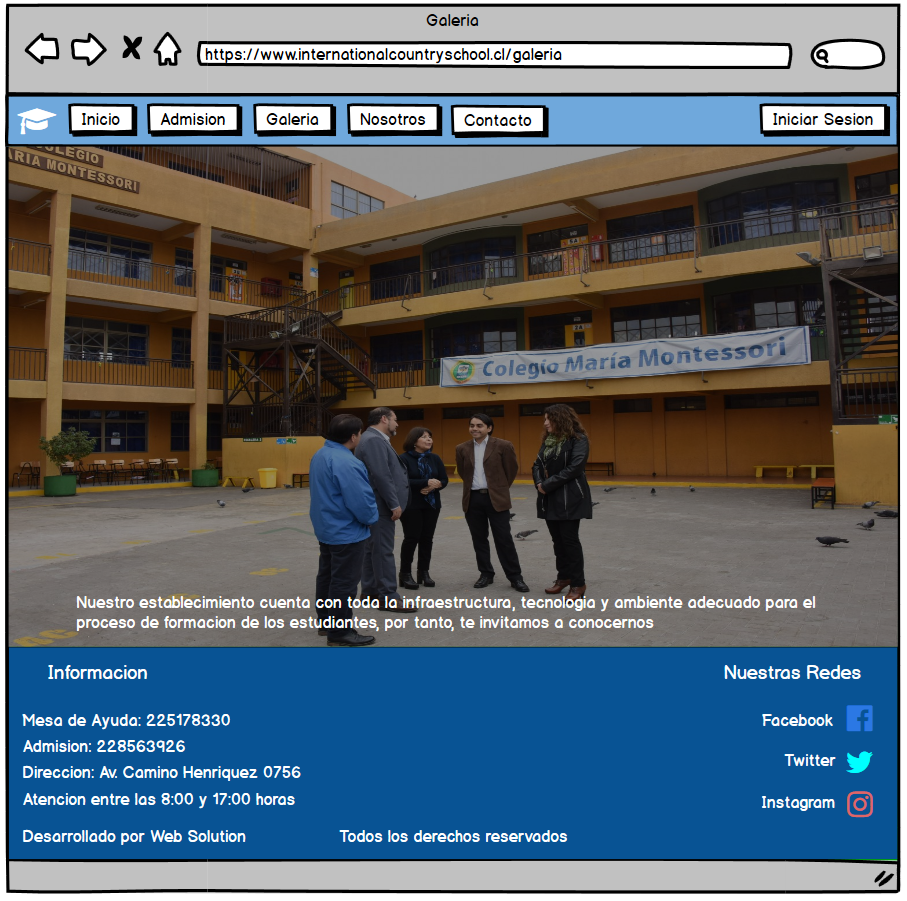 Galeria
https://www.internationalcountryschool.cl/galeria
Inicio
Admision
Galeria
Nosotros
Contacto
Iniciar Sesion
COLEGIO
MARIA MONTESSORI
Colegio María Montessori
Nuestro establecimiento cuenta con toda la infraestructura, tecnologia y ambiente adecuado para el
proceso de formacion de los estudiantes, por tanto, te invitamos a conocernos
Informacion
Nuestras Redes
Mesa de Ayuda: 225178330
Facebook
Admision: 228563926
Twitter
Direccion: Av. Camino Henriquez 0756
Atencion entre las 8:00 y 17:00 horas
Instagram
Desarrollado por Web Solution
Todos los derechos reservados